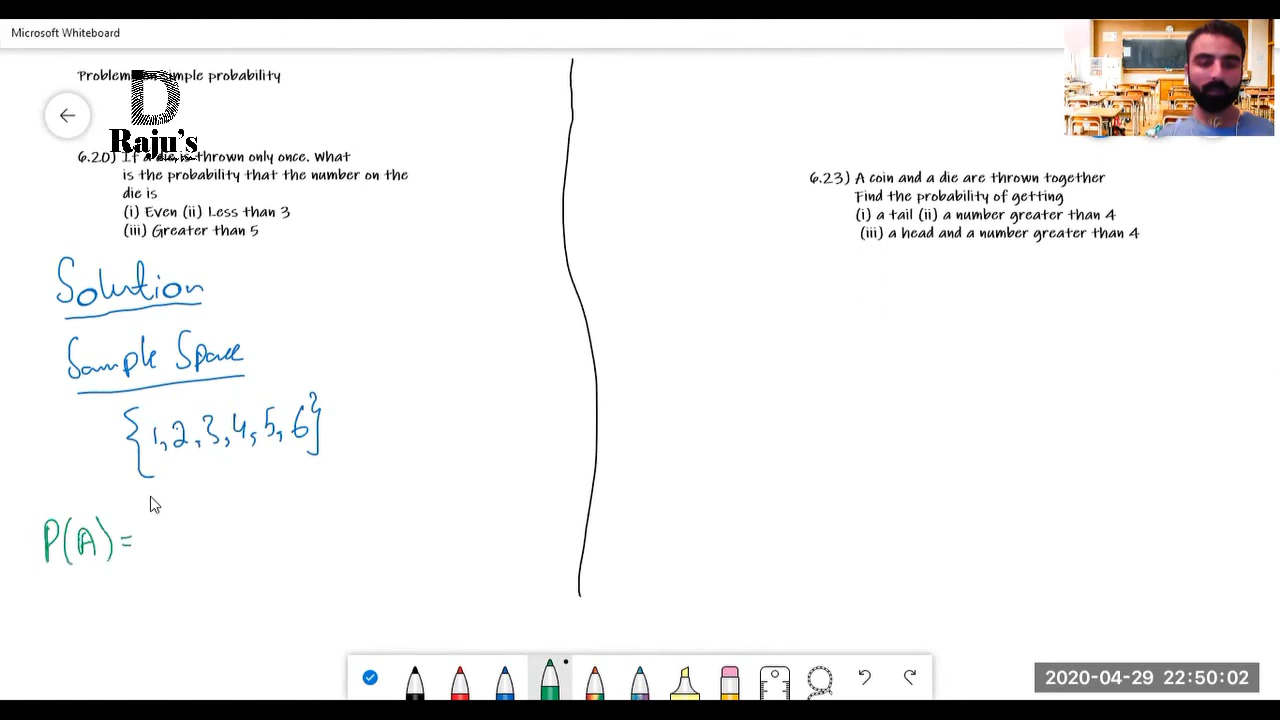 Microsoft Whiteboard
Problem simple probability
D
Raju's
6.20) If a die is thrown only once. What
is the probability that the number on the
die is
(i) Even (ii) Less than 3
(iii) Greater than 5
Solution
Sample Space
{1,2,3,4,5,6}
P(A)=
6.23) A coin and a die are thrown together
Find the probability of getting
(i) a tail (ii) a number greater than 4
(iii) a head and a number greater than 4
2020-04-29 22:50:02